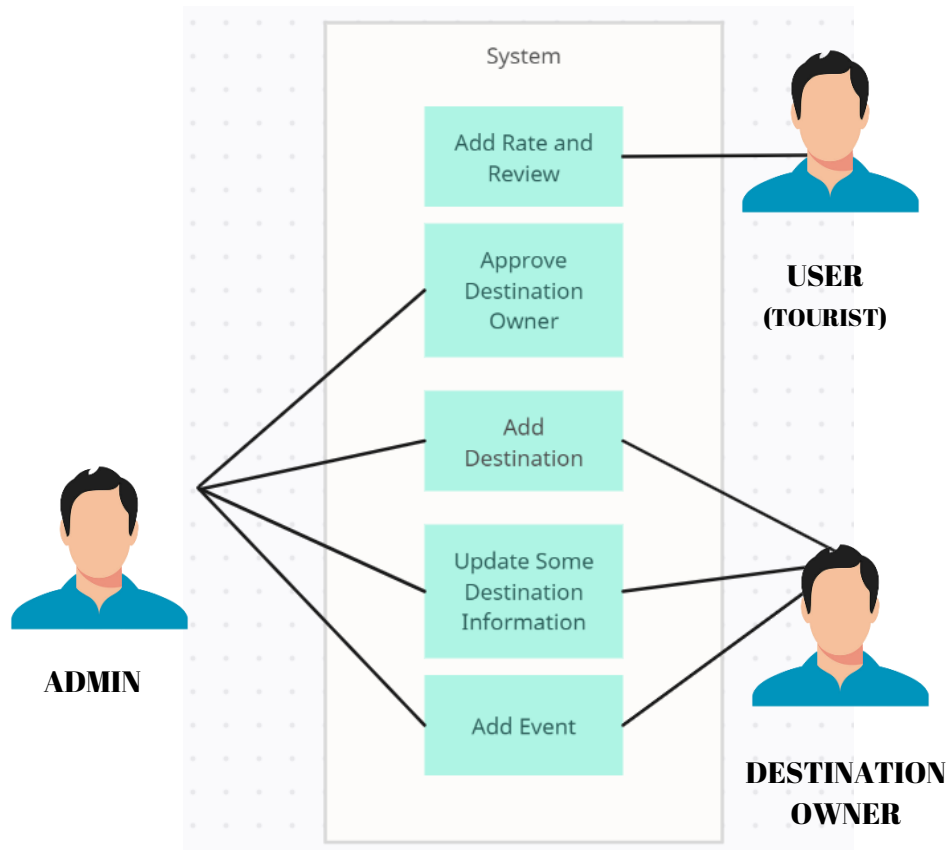 System
Add Rate and
Review
Approve
Destination
Owner
Add
Destination
Update Some
Destination
Information
Add Event
USER
(TOURIST)
ADMIN
DESTINATION
OWNER